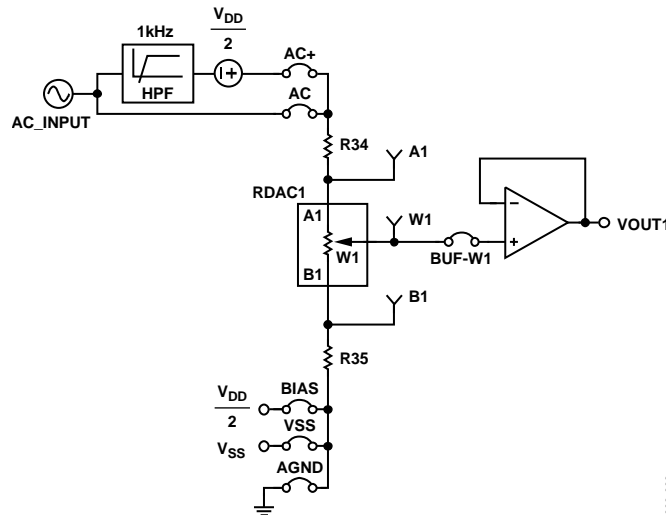 1kHz
VDD
2
AC+
HPF
AC
AC_INPUT
R34
A1
RDAC1
A1
W1
W1
B1
BUF-W1
VOUT1
B1
R35
BIAS
VDD
2
VSS
VSS
AGND